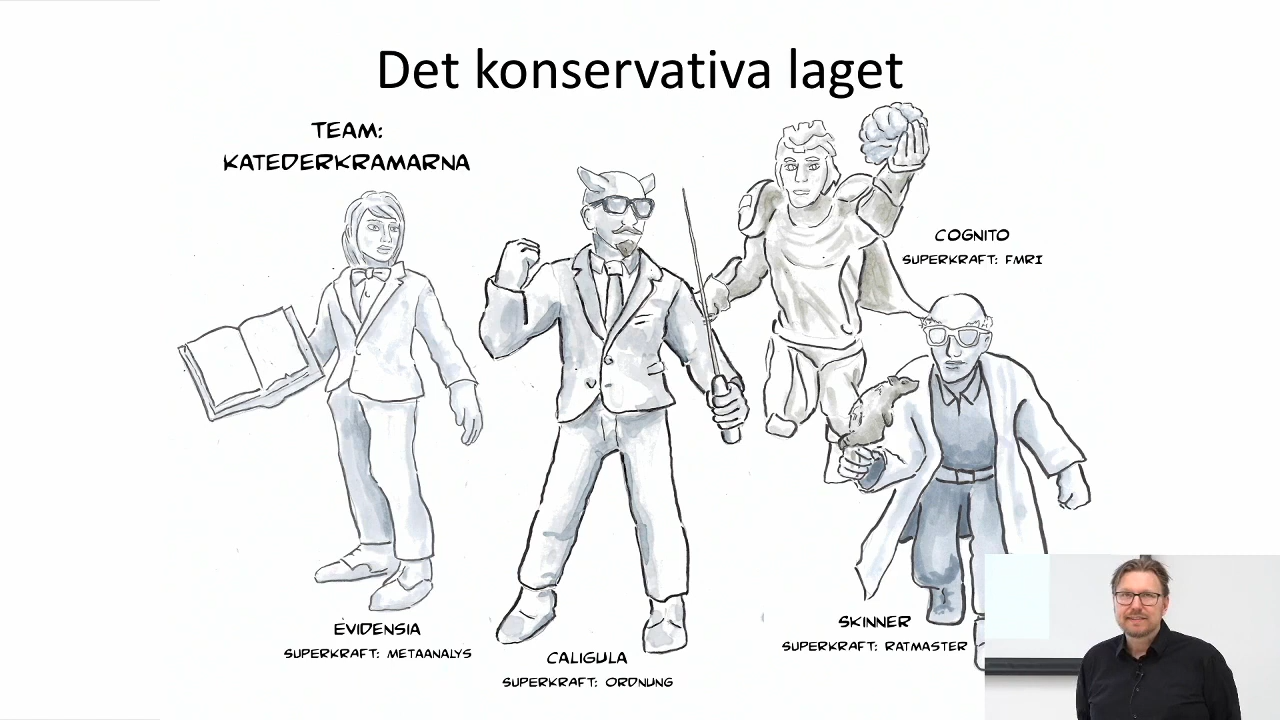 Det konservativa laget
TEAM:
KATEDERKRAMARNA
COGNITO
SUPERKRAFT: FMRI
EVIDENSIA
SUPERKRAFT: METAANALYS
CALIGULA
SUPERKRAFT: ORDNUNG
SKINNER
SUPERKRAFT: RATMASTER